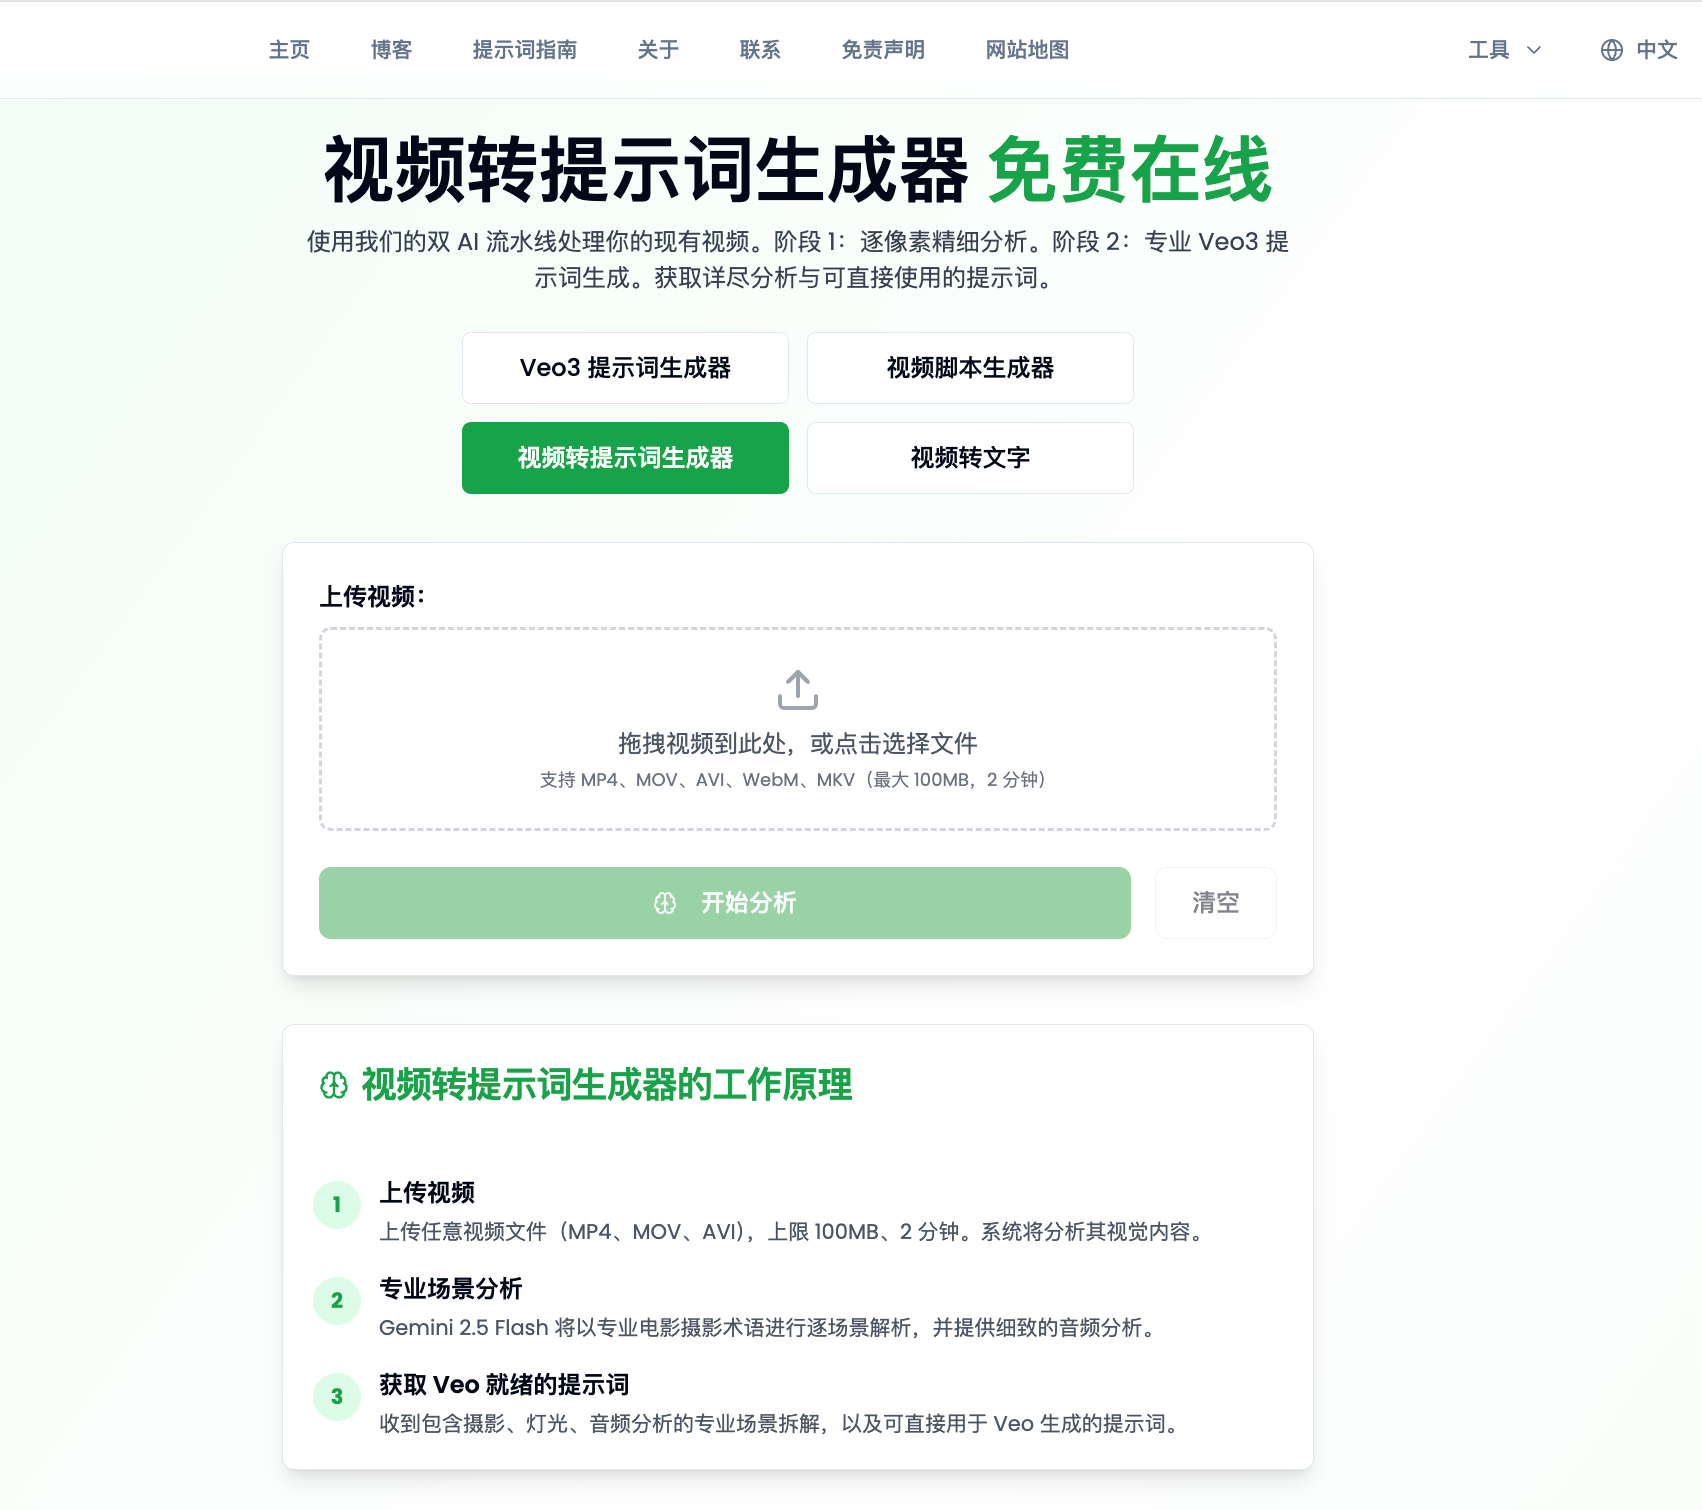 主页 博客 提示词指南 关于 联系 免责声明 网站地图 工具 中文
视频转提示词生成器 免费在线
使用我们的双 AI 流水线处理你的现有视频。阶段 1：逐像素精细分析。阶段 2：专业 Veo3 提
示词生成。获取详尽分析与可直接使用的提示词。
Veo3 提示词生成器 视频脚本生成器
视频转提示词生成器 视频转文字
上传视频：
拖拽视频到此处，或点击选择文件
支持 MP4、MOV、AVI、WebM、MKV（最大 100MB，2 分钟）
开始分析 清空
视频转提示词生成器的工作原理
1 上传视频
上传任意视频文件（MP4、MOV、AVI），上限 100MB、2 分钟。系统将分析其视觉内容。
2 专业场景分析
Gemini 2.5 Flash 将以专业电影摄影术语进行逐场景解析，并提供细致的音频分析。
3 获取 Veo 就绪的提示词
收到包含摄影、灯光、音频分析的专业场景拆解，以及可直接用于 Veo 生成的提示词。